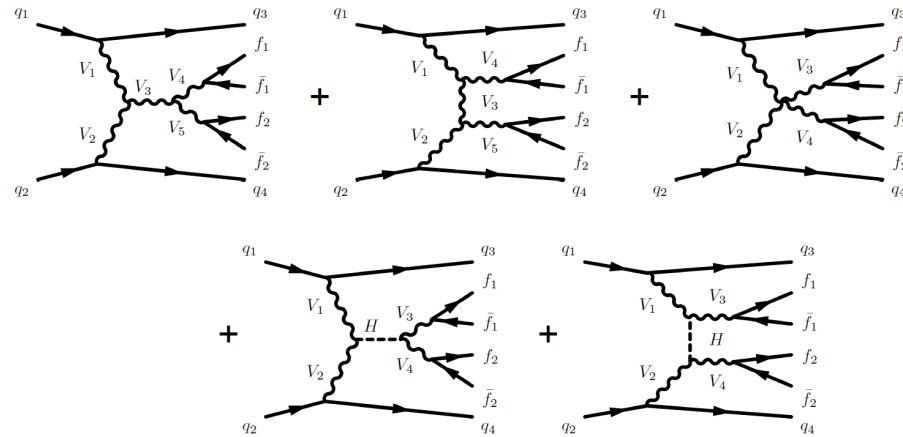 q₁ q₃ q₁ q₃ q₁ q₃
f₁ f₁ f₁
V₁ V₄ V₁ V₄ V₁ V₃
V₃ f̄₁ f̄₁ f̄₁
+ V₃ +
V₂ V₅ f₂ V₂ V₅ f₂ V₂ V₄ f₂
f̄₂ f̄₂ f̄₂
q₂ q₄ q₂ q₄ q₂ q₄
q₁ q₃ q₁ q₃
f₁ f₁
V₁ V₃ V₁ V₃
H f̄₁ f̄₁
+ + H
V₂ V₄ f₂ V₂ V₄ f₂
f̄₂ f̄₂
q₂ q₄ q₂ q₄